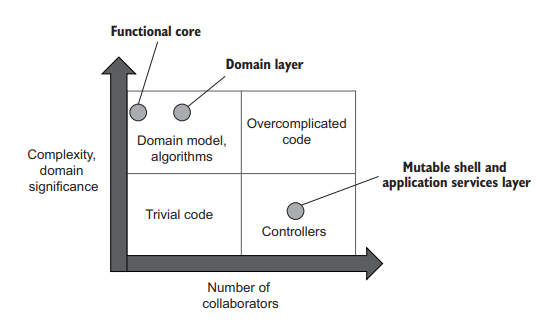 Functional core
Domain layer
Overcomplicated
code
Domain model,
algorithms
Complexity,
domain
significance
Mutable shell and
application services layer
Trivial code
Controllers
Number of
collaborators